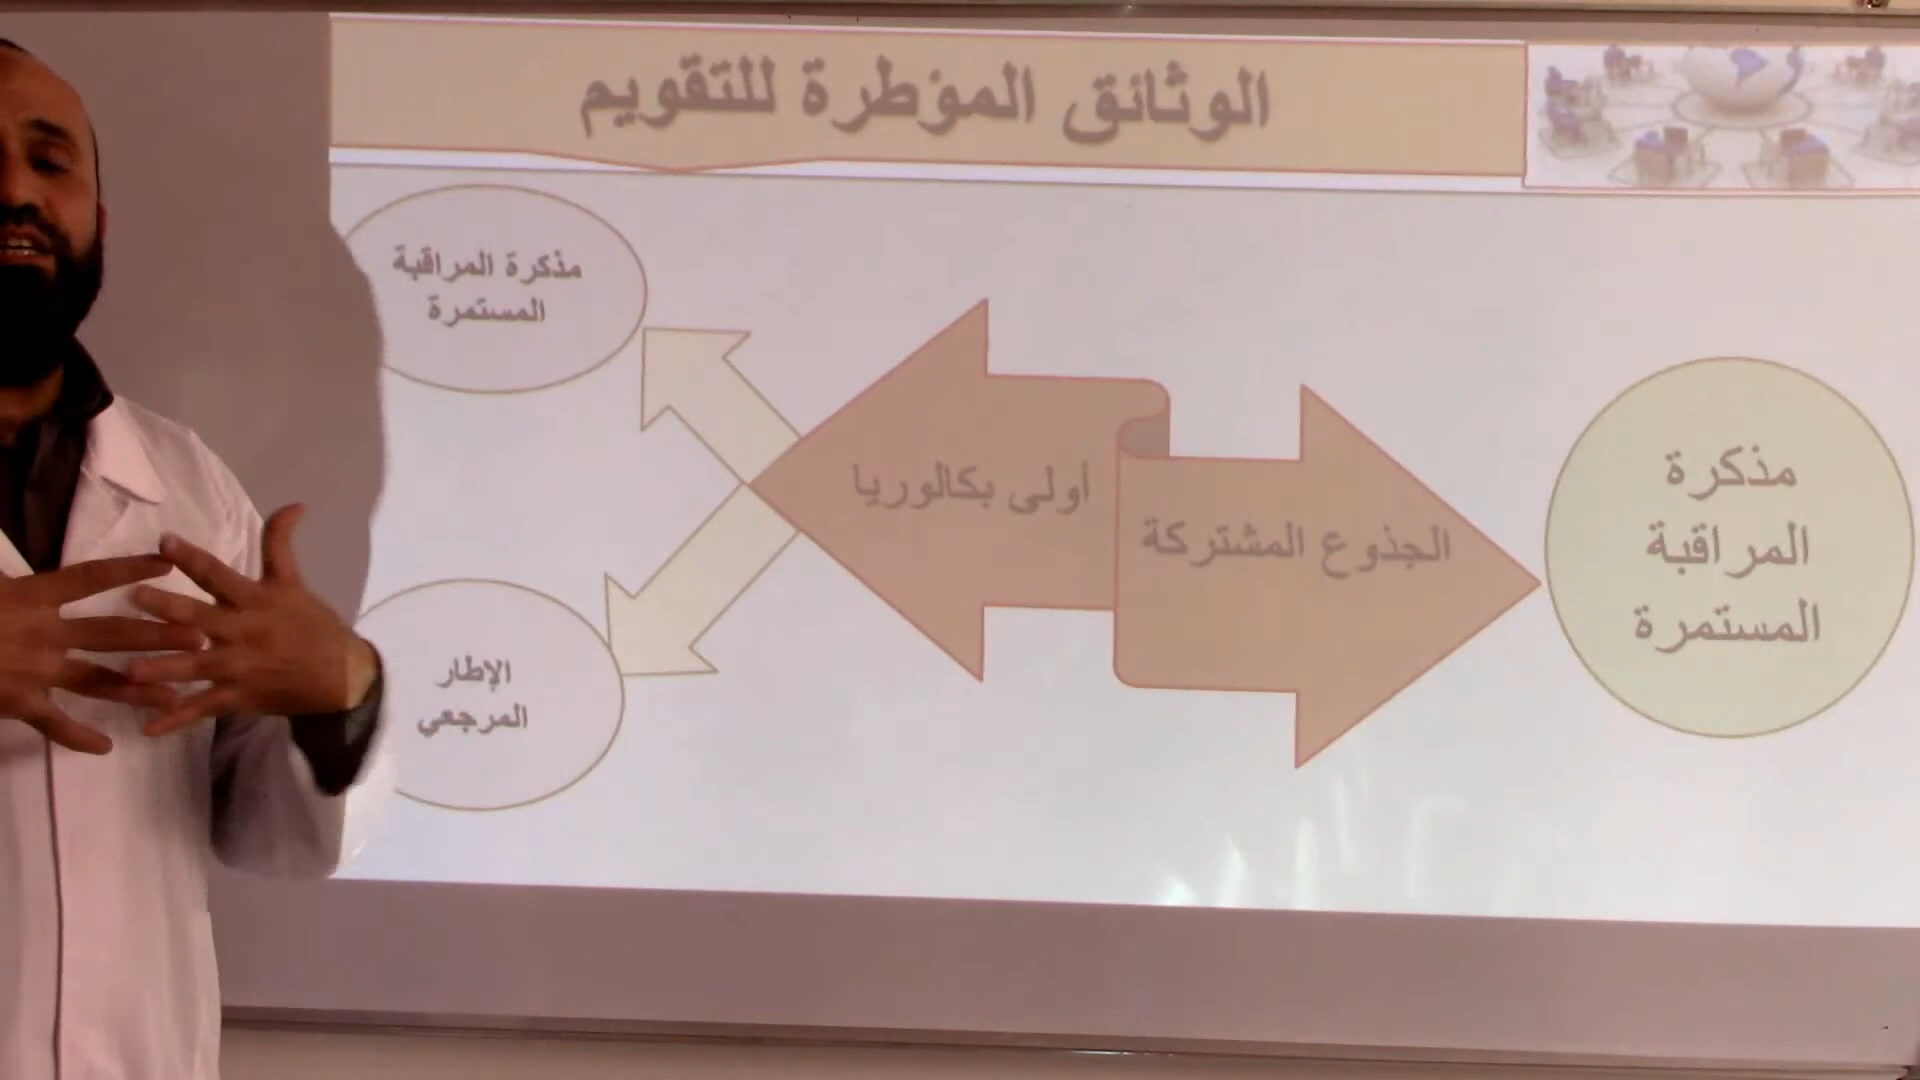 الوثائق المؤطرة للتقويم
مذكرة
المراقبة
المستمرة
الجذوع المشتركة
أولى بكالوريا
مذكرة المراقبة
المستمرة
الإطار
المرجعي